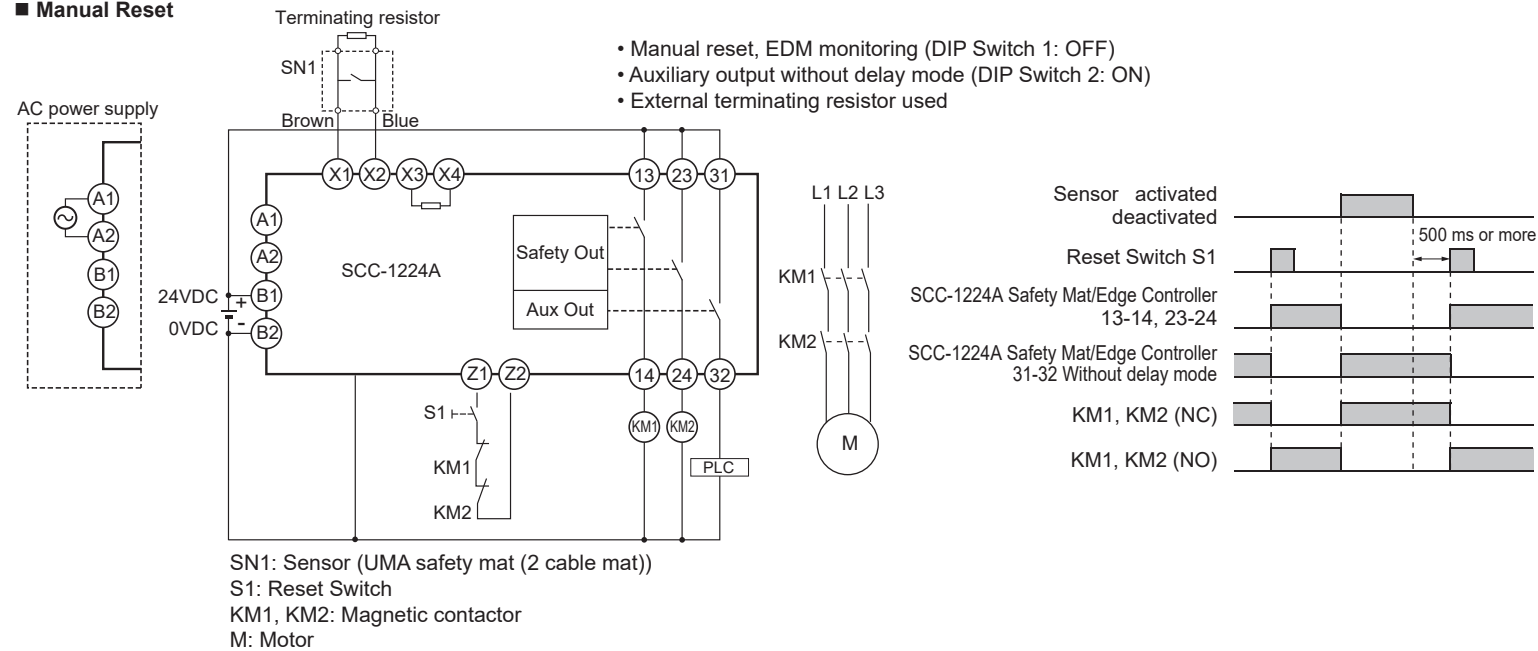 ■ Manual Reset
Terminating resistor
SN1
Brown
Blue
• Manual reset, EDM monitoring (DIP Switch 1: OFF)
• Auxiliary output without delay mode (DIP Switch 2: ON)
• External terminating resistor used
AC power supply
A1
A2
B1
B2
X1
X2
X3
X4
13
23
31
A1
A2
B1
B2
24VDC
+
0VDC
-
SCC-1224A
Safety Out
Aux Out
Z1
Z2
14
24
32
S1
KM1
KM2
KM1
KM2
PLC
L1 L2 L3
KM1
KM2
M
Sensor activated
deactivated
500 ms or more
Reset Switch S1
SCC-1224A Safety Mat/Edge Controller
13-14, 23-24
SCC-1224A Safety Mat/Edge Controller
31-32 Without delay mode
KM1, KM2 (NC)
KM1, KM2 (NO)
SN1: Sensor (UMA safety mat (2 cable mat))
S1: Reset Switch
KM1, KM2: Magnetic contactor
M: Motor